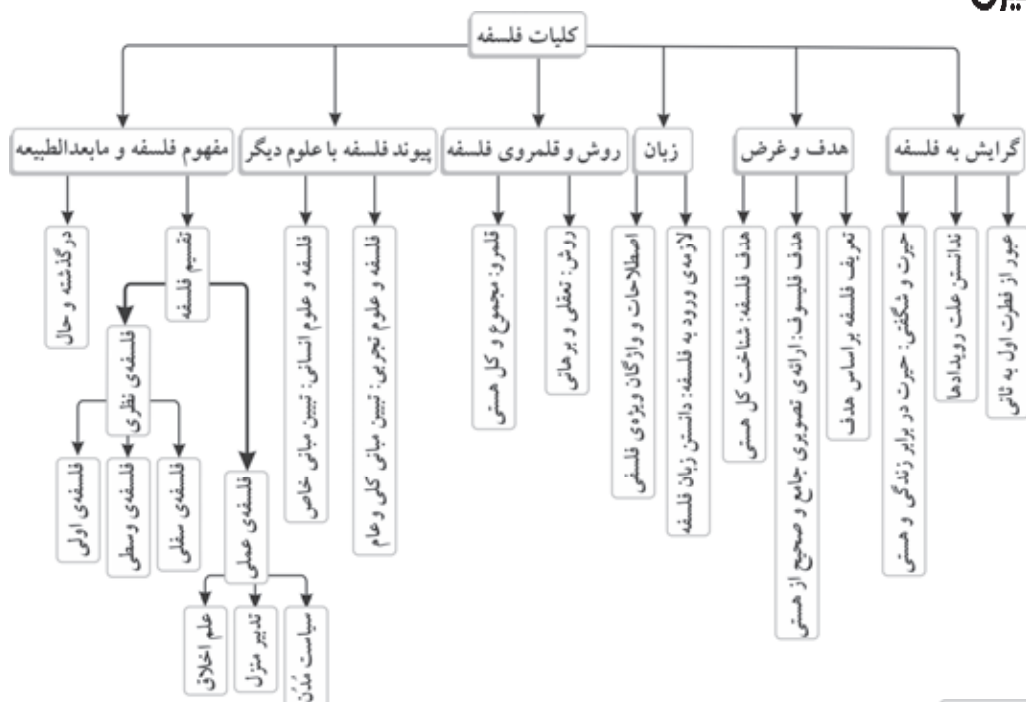 کلیات فلسفه
گرایش به فلسفه
هدف و غرض
زبان
روش و قلمروی فلسفه
پیوند فلسفه با علوم دیگر
مفهوم فلسفه و مابعدالطبیعه
عبور از فطرت اول به ثانی
ندانستن علت رویدادها
حیرت و شگفتی: حیرت در برابر زندگی و هستی
تعریف فلسفه براساس هدف
هدف فلیسوف: ارائه‌ی تصویری جامع و صحیح از هستی
هدف فلسفه: شناخت کل هستی
لازمه‌ی ورود به فلسفه: دانستن زبان فلسفه
اصطلاحات و واژگان ویژه‌ی فلسفی
روش: تعقلی و برهانی
قلمرو: مجموع و کل هستی
فلسفه و علوم تجربی: تبیین مبانی کلی و عام
فلسفه و علوم انسانی: تبیین مبانی خاص
تقسیم فلسفه
درگذشته و حال
فلسفه‌ی نظری
فلسفه‌ی عملی
فلسفه‌ی سفلی
فلسفه‌ی وسطی
فلسفه‌ی اولی
سیاست مُدُن
تدبیر منزل
علم اخلاق